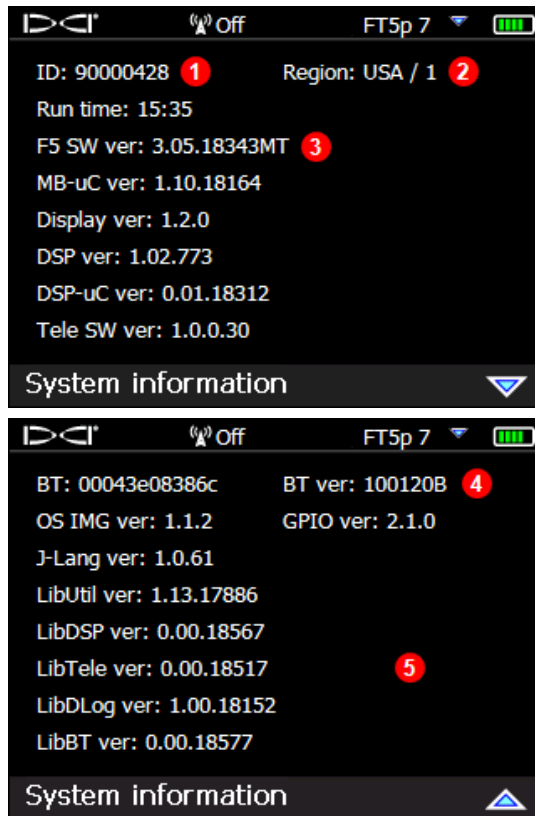 DCI Off FT5p 7
ID: 90000428 1 Region: USA / 1 2
Run time: 15:35
F5 SW ver: 3.05.18343MT 3
MB-uC ver: 1.10.18164
Display ver: 1.2.0
DSP ver: 1.02.773
DSP-uC ver: 0.01.18312
Tele SW ver: 1.0.0.30
System information
DCI Off FT5p 7
BT: 00043e08386c BT ver: 100120B 4
OS IMG ver: 1.1.2 GPIO ver: 2.1.0
J-Lang ver: 1.0.61
LibUtil ver: 1.13.17886
LibDSP ver: 0.00.18567
LibTele ver: 0.00.18517 5
LibDLog ver: 1.00.18152
LibBT ver: 0.00.18577
System information